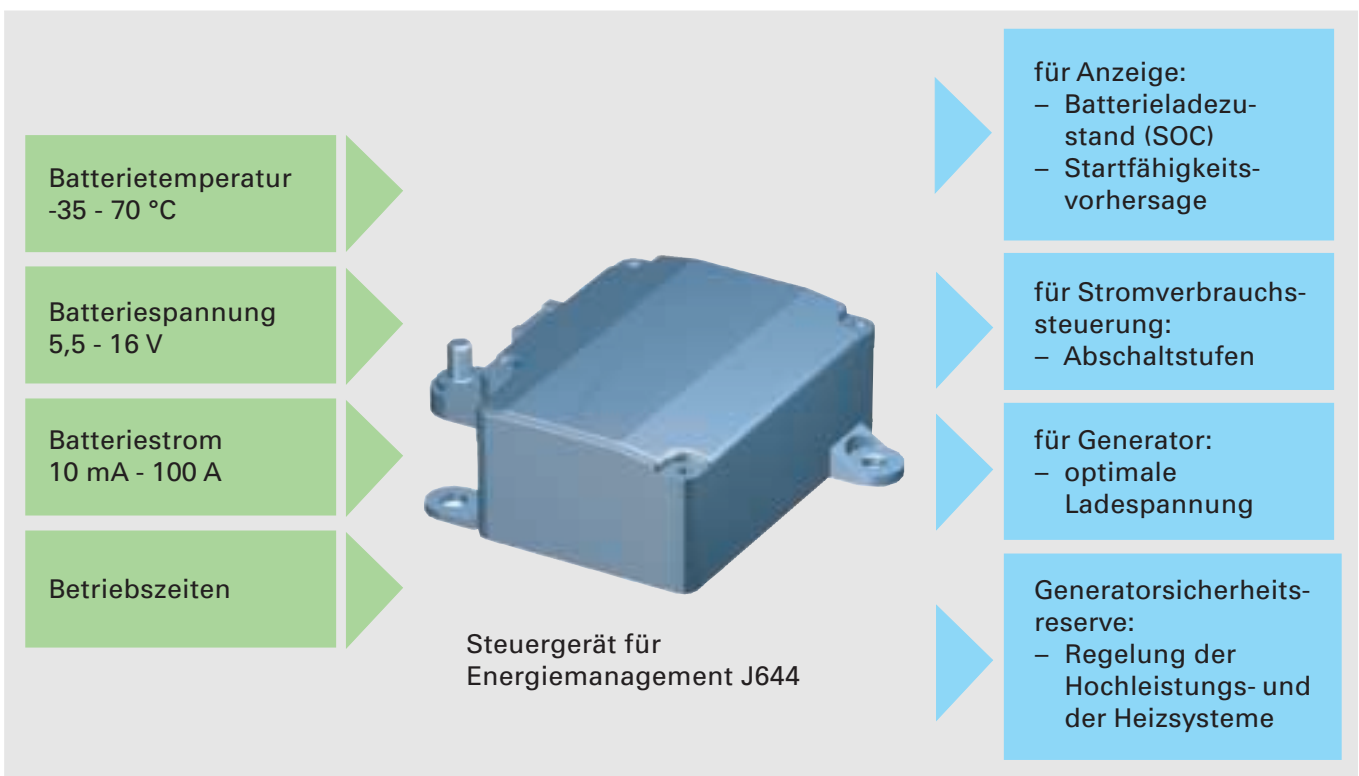 Batterietemperatur
-35 - 70 °C
Batteriespannung
5,5 - 16 V
Batteriestrom
10 mA - 100 A
Betriebszeiten
Steuergerät für
Energiemanagement J644
für Anzeige:
– Batterieladezu-
stand (SOC)
– Startfähigkeits-
vorhersage
für Stromverbrauchs-
steuerung:
– Abschaltstufen
für Generator:
– optimale
Ladespannung
Generatorsicherheits-
reserve:
– Regelung der
Hochleistungs- und
der Heizsysteme